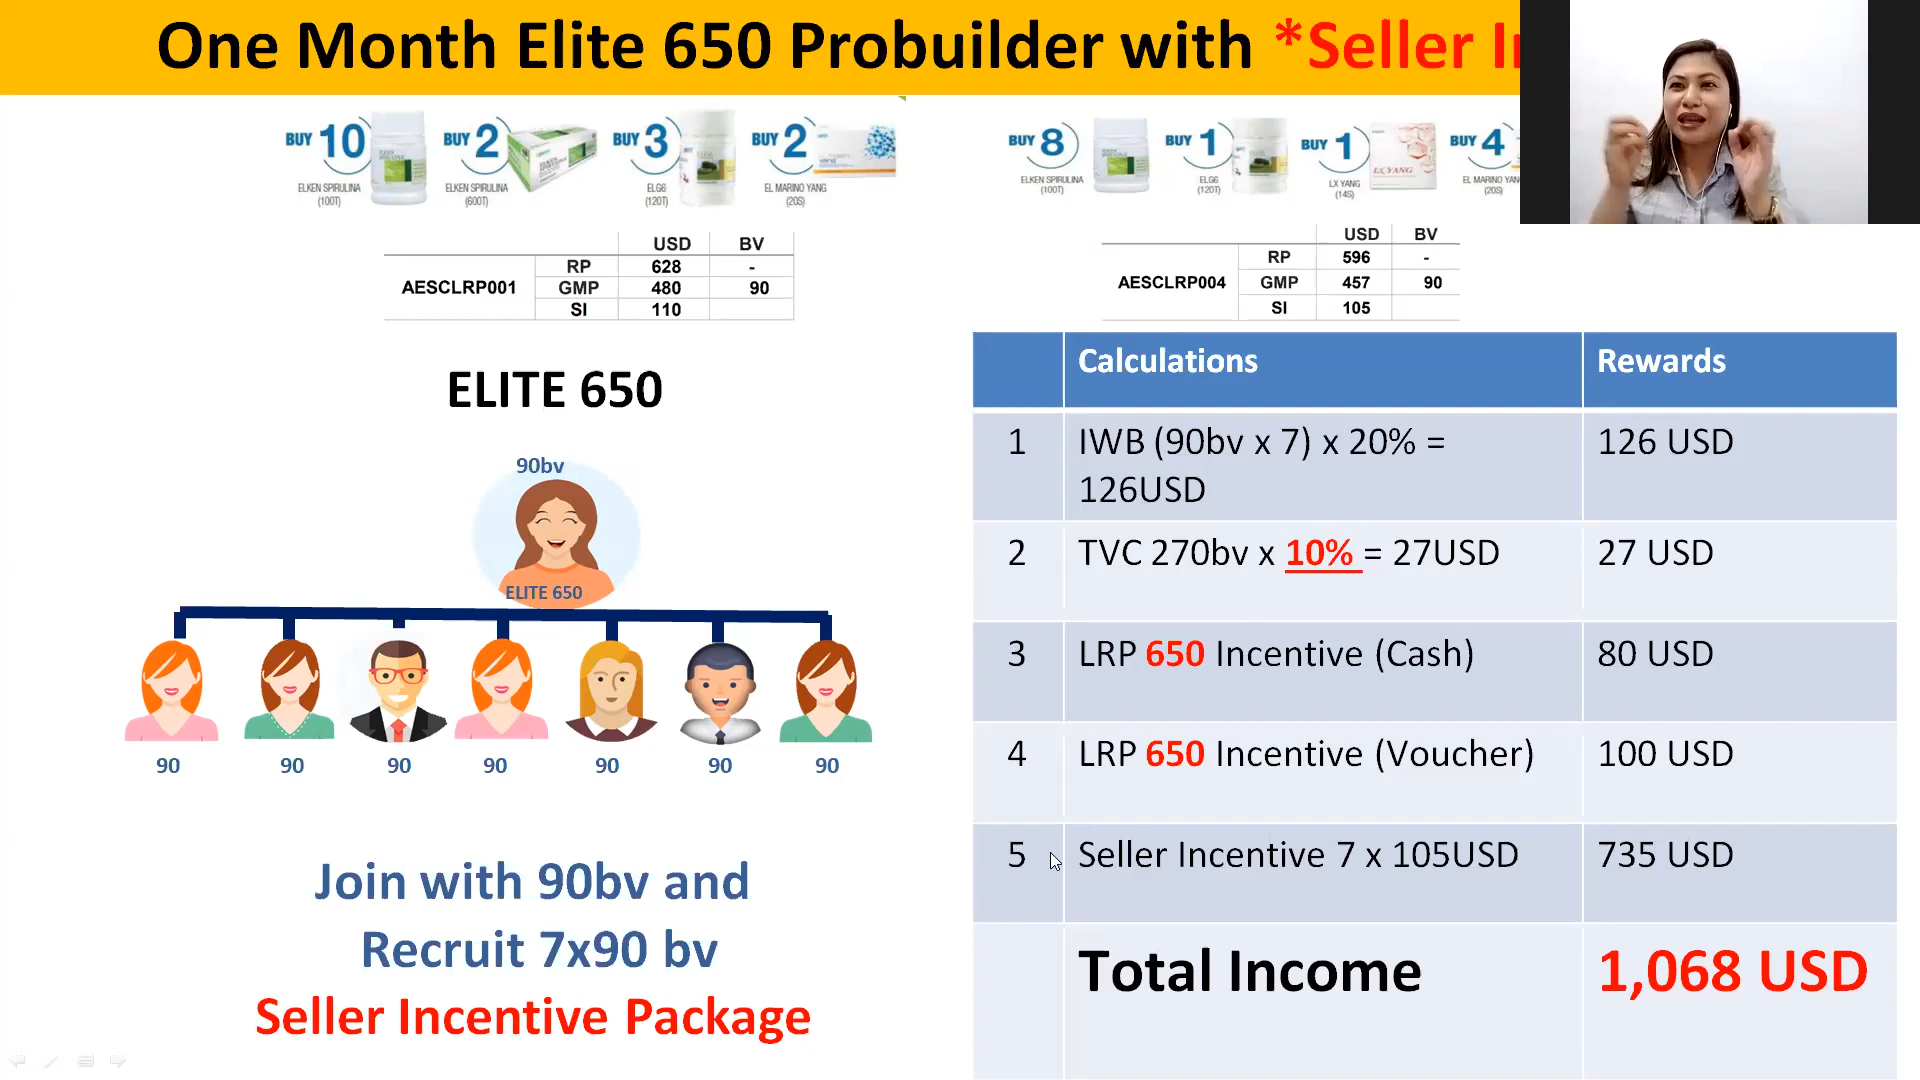 One Month Elite 650 Probuilder with *Seller
BUY 10
ELKEN SPIRULINA
(100T)
BUY 2
ELKEN SPIRULINA
(600T)
BUY 3
ELG6
(120T)
BUY 2
EL MARINO YANG
(20S)
BUY 8
ELKEN SPIRULINA
(100T)
BUY 1
ELG6
(120T)
BUY 1
LX YANG
(14S)
LX YANG
BUY 4
EL MARINO YANG
(20S)
USD BV
AESCLRP001
RP 628 -
GMP 480 90
SI 110
USD BV
AESCLRP004
RP 596 -
GMP 457 90
SI 105
ELITE 650
90bv
ELITE 650
90 90 90 90 90 90 90
Join with 90bv and
Recruit 7x90 bv
Seller Incentive Package
Calculations Rewards
1 IWB (90bv x 7) x 20% =
126USD
126 USD
2 TVC 270bv x 10% = 27USD 27 USD
3 LRP 650 Incentive (Cash) 80 USD
4 LRP 650 Incentive (Voucher) 100 USD
5 Seller Incentive 7 x 105USD 735 USD
Total Income 1,068 USD